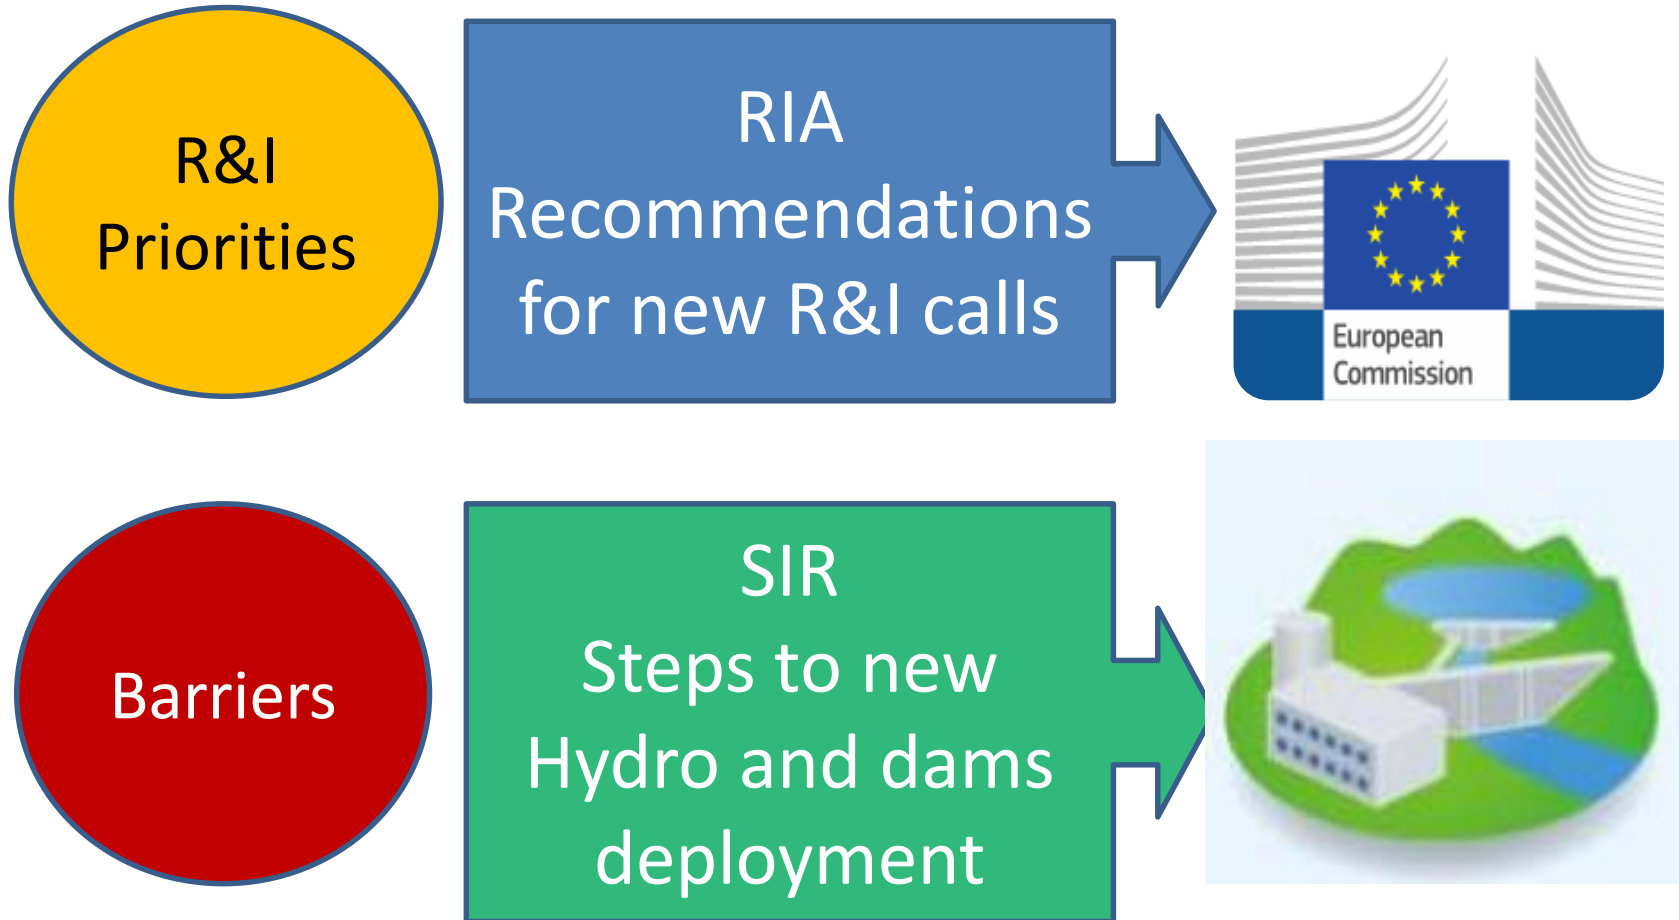 R&I
Priorities
RIA
Recommendations
for new R&I calls
European
Commission
Barriers
SIR
Steps to new
Hydro and dams
deployment